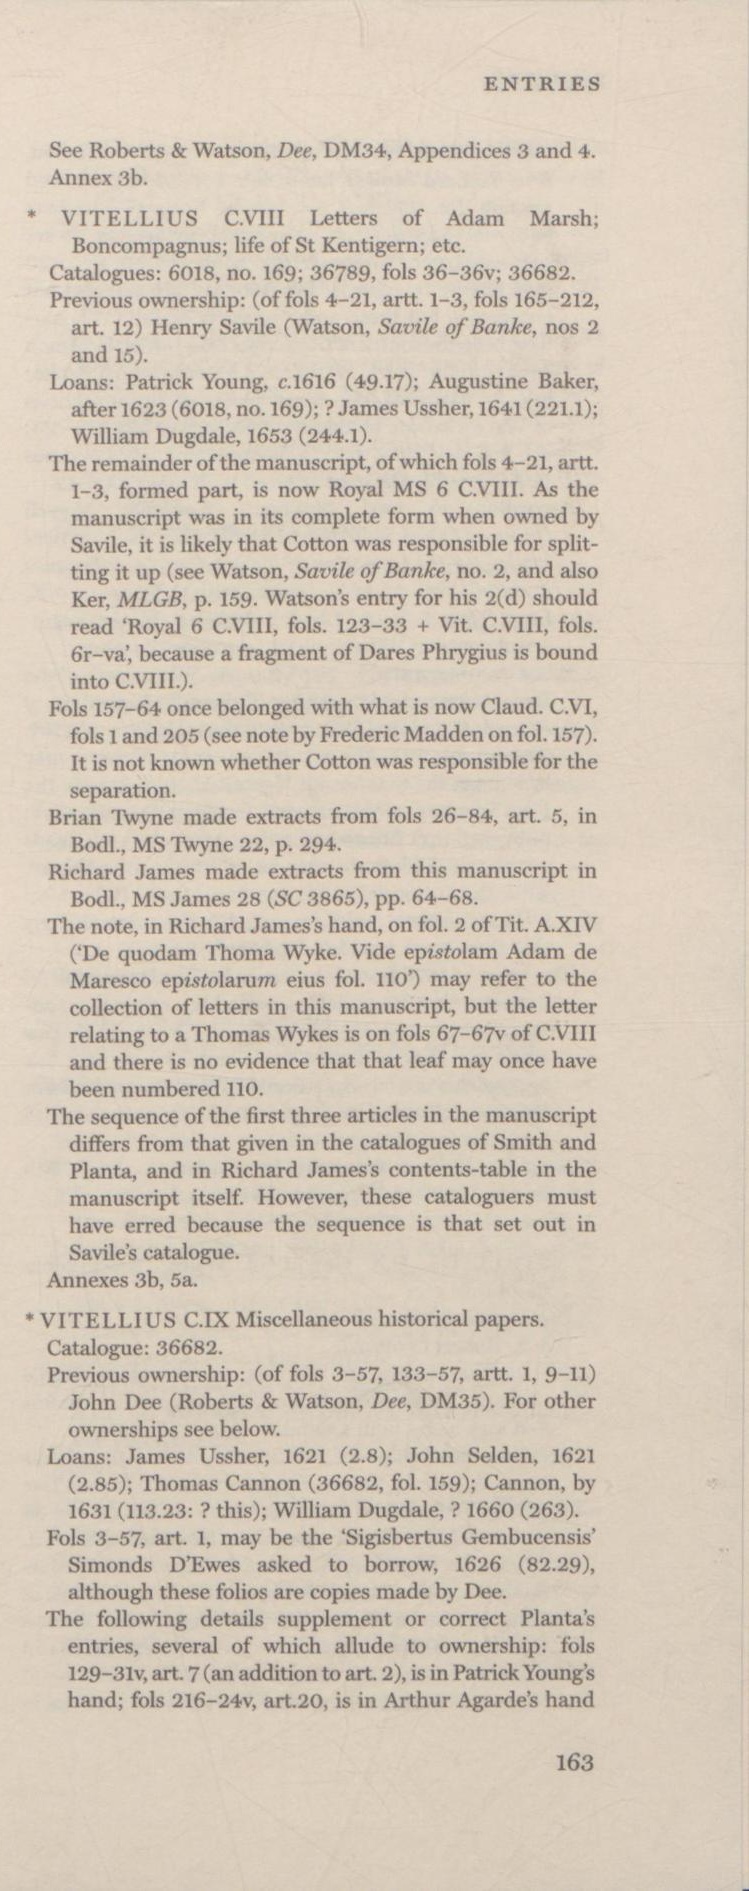 ENTRIES
See Roberts & Watson, Dee, DM34, Appendices 3 and 4.
Annex 3b.
* VITELLIUS C.VIII Letters of Adam Marsh;
Boncompagnus; life of St Kentigern; etc.
Catalogues: 6018, no. 169; 36789, fols 36–36v; 36682.
Previous ownership: (of fols 4–21, artt. 1–3, fols 165–212,
art. 12) Henry Savile (Watson, Savile of Banke, nos 2
and 15).
Loans: Patrick Young, c.1616 (49.17); Augustine Baker,
after 1623 (6018, no. 169); ? James Ussher, 1641 (221.1);
William Dugdale, 1653 (244.1).
The remainder of the manuscript, of which fols 4–21, artt.
1–3, formed part, is now Royal MS 6 C.VIII. As the
manuscript was in its complete form when owned by
Savile, it is likely that Cotton was responsible for split-
ting it up (see Watson, Savile of Banke, no. 2, and also
Ker, MLGB, p. 159. Watson's entry for his 2(d) should
read 'Royal 6 C.VIII, fols. 123–33 + Vit. C.VIII, fols.
6r–va', because a fragment of Dares Phrygius is bound
into C.VIII.).
Fols 157–64 once belonged with what is now Claud. C.VI,
fols 1 and 205 (see note by Frederic Madden on fol. 157).
It is not known whether Cotton was responsible for the
separation.
Brian Twyne made extracts from fols 26–84, art. 5, in
Bodl., MS Twyne 22, p. 294.
Richard James made extracts from this manuscript in
Bodl., MS James 28 (SC 3865), pp. 64–68.
The note, in Richard James's hand, on fol. 2 of Tit. A.XIV
('De quodam Thoma Wyke. Vide epistolam Adam de
Maresco epistolarum eius fol. 110') may refer to the
collection of letters in this manuscript, but the letter
relating to a Thomas Wykes is on fols 67–67v of C.VIII
and there is no evidence that that leaf may once have
been numbered 110.
The sequence of the first three articles in the manuscript
differs from that given in the catalogues of Smith and
Planta, and in Richard James's contents-table in the
manuscript itself. However, these cataloguers must
have erred because the sequence is that set out in
Savile's catalogue.
Annexes 3b, 5a.
* VITELLIUS C.IX Miscellaneous historical papers.
Catalogue: 36682.
Previous ownership: (of fols 3–57, 133–57, artt. 1, 9–11)
John Dee (Roberts & Watson, Dee, DM35). For other
ownerships see below.
Loans: James Ussher, 1621 (2.8); John Selden, 1621
(2.85); Thomas Cannon (36682, fol. 159); Cannon, by
1631 (113.23: ? this); William Dugdale, ? 1660 (263).
Fols 3–57, art. 1, may be the 'Sigisbertus Gembucensis'
Simonds D'Ewes asked to borrow, 1626 (82.29),
although these folios are copies made by Dee.
The following details supplement or correct Planta's
entries, several of which allude to ownership: fols
129–31v, art. 7 (an addition to art. 2), is in Patrick Young's
hand; fols 216–24v, art.20, is in Arthur Agarde's hand
163